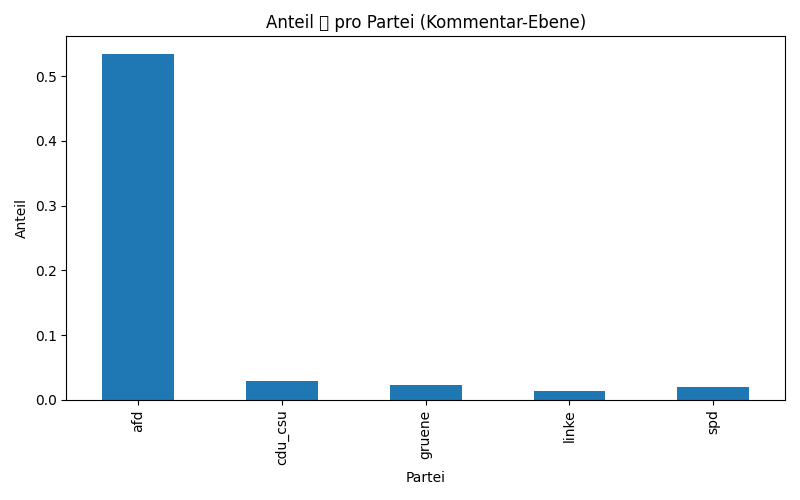 Anteil pro Partei (Kommentar-Ebene)
Anteil
0.5
0.4
0.3
0.2
0.1
0.0
afd
cdu_csu
gruene
linke
spd
Partei